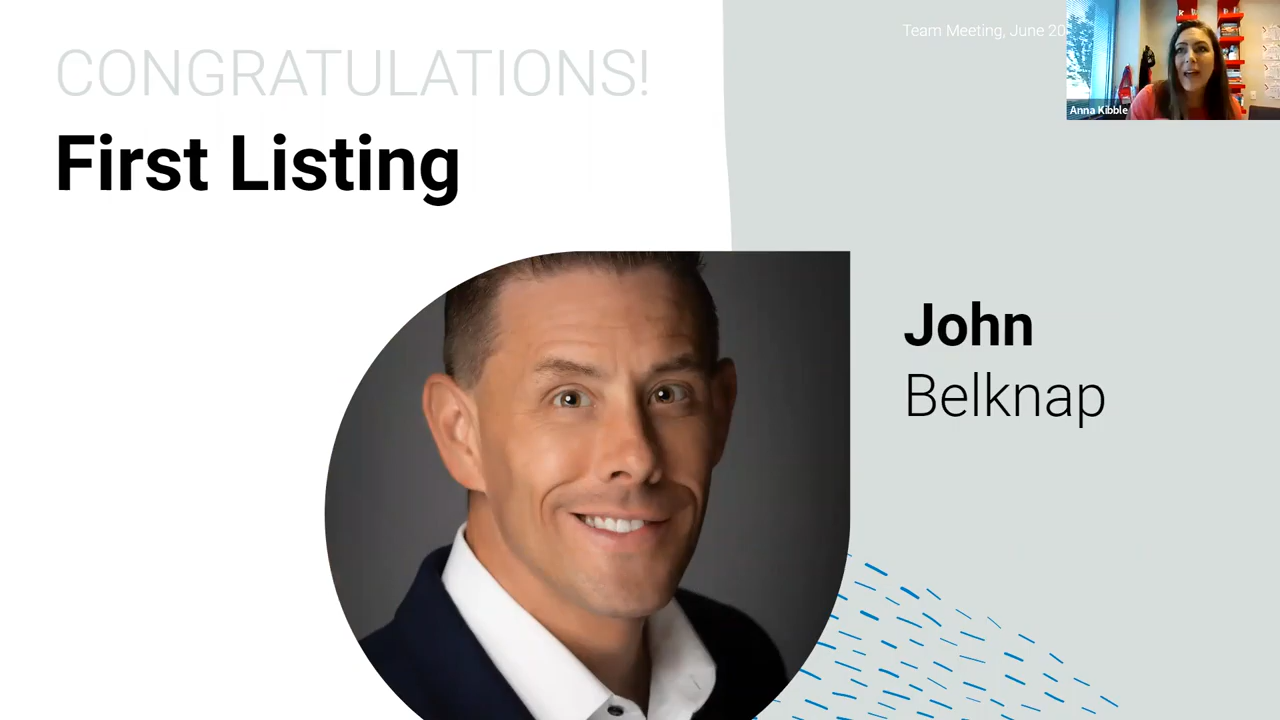 CONGRATULATIONS!
First Listing
Team Meeting, June 20
Anna Kibble
John
Belknap